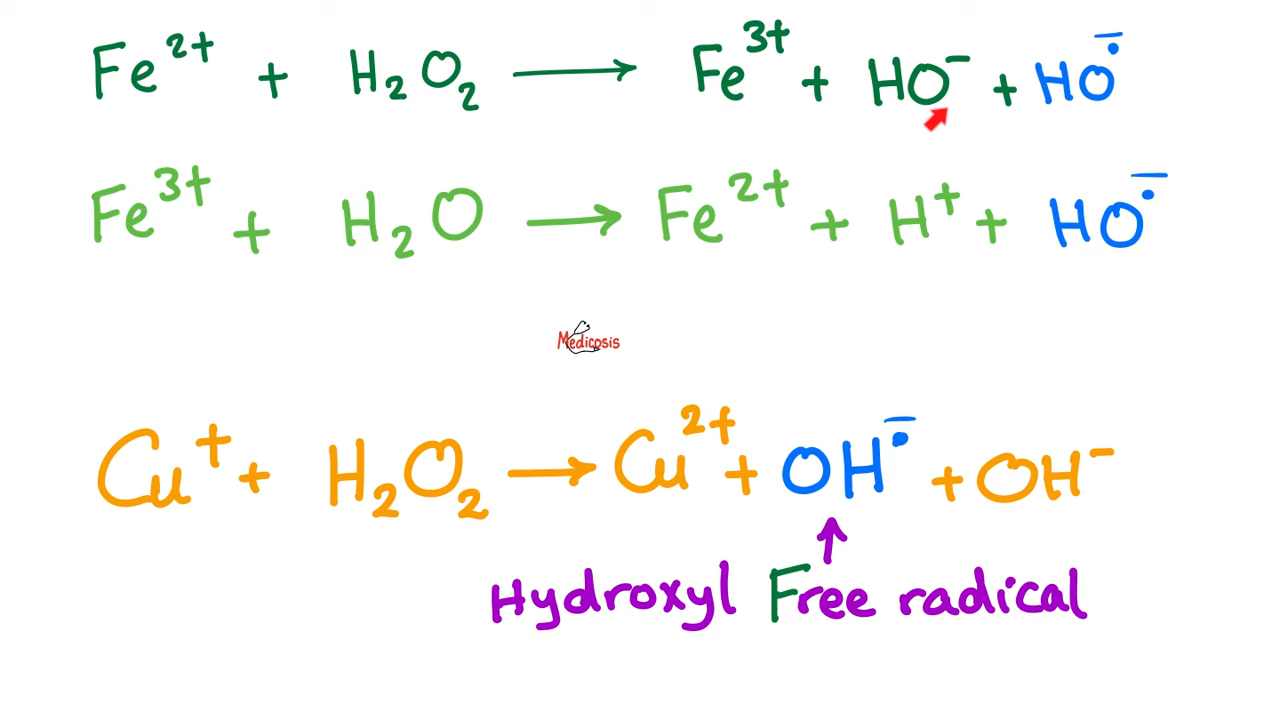 Fe²⁺ + H₂O₂ → Fe³⁺ + HO⁻ + HO•⁻
Fe³⁺ + H₂O → Fe²⁺ + H⁺ + HO•⁻
Medicosis
Cu⁺ + H₂O₂ → Cu²⁺ + OH•⁻ + OH⁻
Hydroxyl Free radical